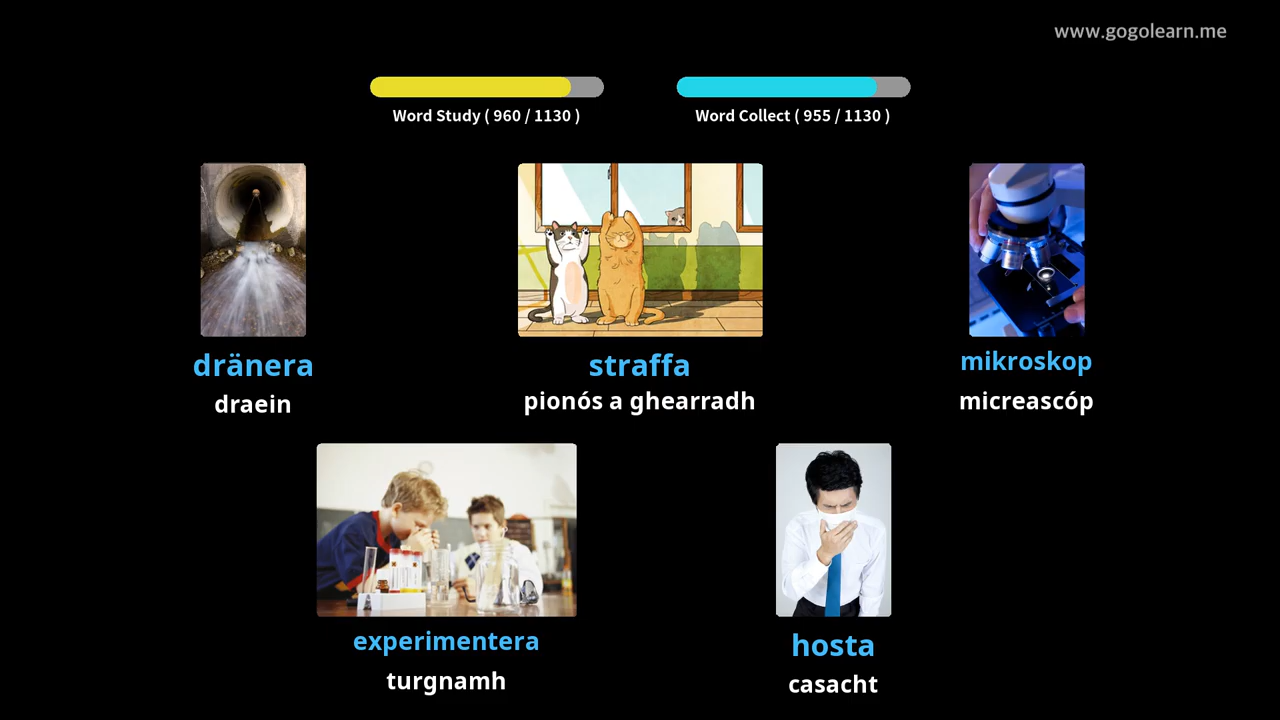 www.gogolearn.me
Word Study ( 960 / 1130 )
Word Collect ( 955 / 1130 )
dränera
draein
straffa
pionós a ghearradh
mikroskop
micreascóp
experimentera
turgnamh
hosta
casacht